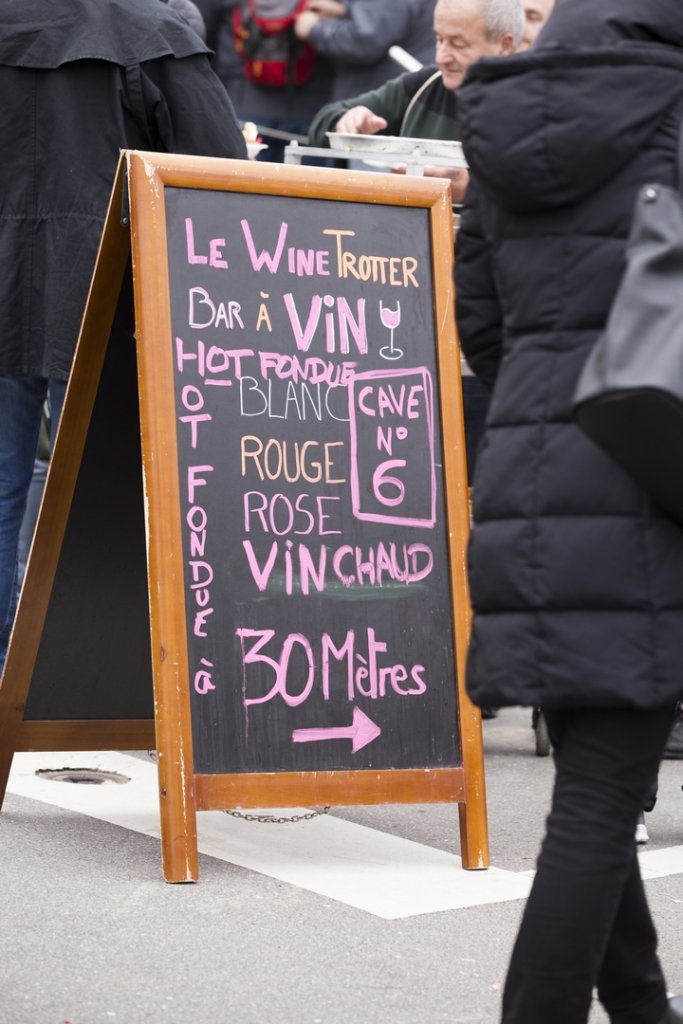 Le Wine Trotter
Bar à Vin
Hot Fondue
Blanc
Rouge
Rose
Vin Chaud
Cave
N°
6
Hot Fondue à
30 Mètres